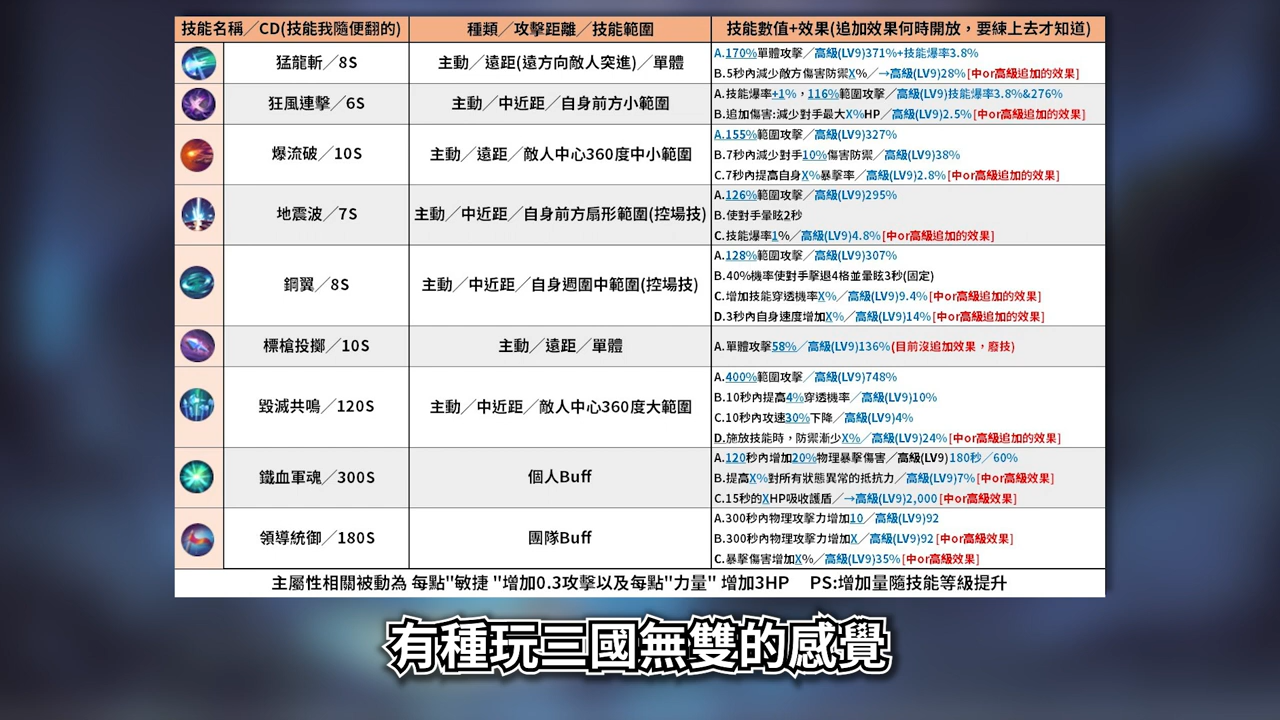 技能名稱／CD(技能我隨便翻的)
種類／攻擊距離／技能範圍
技能數值+效果(追加效果何時開放，要練上去才知道)
猛龍斬／8S
主動／遠距(遠方向敵人突進)／單體
A.170%單體攻擊／高級(LV9)371%+技能爆率3.8%
B.5秒內減少敵方傷害防禦X%／→高級(LV9)28%[中or高級追加的效果]
狂風連擊／6S
主動／中近距／自身前方小範圍
A.技能爆率+1%，116%範圍攻擊／高級(LV9)技能爆率3.8%&276%
B.追加傷害:減少對手最大X%HP／高級(LV9)2.5%[中or高級追加的效果]
爆流破／10S
主動／遠距／敵人中心360度中小範圍
A.155%範圍攻擊／高級(LV9)327%
B.7秒內減少對手10%傷害防禦／高級(LV9)38%
C.7秒內提高自身X%暴擊率／高級(LV9)2.8%[中or高級追加的效果]
地震波／7S
主動／中近距／自身前方扇形範圍(控場技)
A.126%範圍攻擊／高級(LV9)295%
B.使對手暈眩2秒
C.技能爆率1%／高級(LV9)4.8%[中or高級追加的效果]
鋼翼／8S
主動／中近距／自身週圍中範圍(控場技)
A.128%範圍攻擊／高級(LV9)307%
B.40%機率使對手擊退4格並暈眩3秒(固定)
C.增加技能穿透機率X%／高級(LV9)9.4%[中or高級追加的效果]
D.3秒內自身速度增加X%／高級(LV9)14%[中or高級追加的效果]
標槍投擲／10S
主動／遠距／單體
A.單體攻擊58%／高級(LV9)136%(目前沒追加效果，廢技)
毀滅共鳴／120S
主動／中近距／敵人中心360度大範圍
A.400%範圍攻擊／高級(LV9)748%
B.10秒內提高4%穿透機率／高級(LV9)10%
C.10秒內攻速30%下降／高級(LV9)4%
D.施放技能時，防禦漸少X%／高級(LV9)24%[中or高級追加的效果]
鐵血軍魂／300S
個人Buff
A.120秒內增加20%物理暴擊傷害／高級(LV9)180秒／60%
B.提高X%對所有狀態異常的抵抗力／高級(LV9)7%[中or高級效果]
C.15秒的XHP吸收護盾／→高級(LV9)2,000[中or高級效果]
領導統御／180S
團隊Buff
A.300秒內物理攻擊力增加10／高級(LV9)92
B.300秒內物理攻擊力增加X／高級(LV9)92[中or高級效果]
C.暴擊傷害增加X%／高級(LV9)35%[中or高級效果]
主屬性相關被動為 每點"敏捷 "增加0.3攻擊以及每點"力量" 增加3HP PS:增加量隨技能等級提升
有種玩三國無雙的感覺